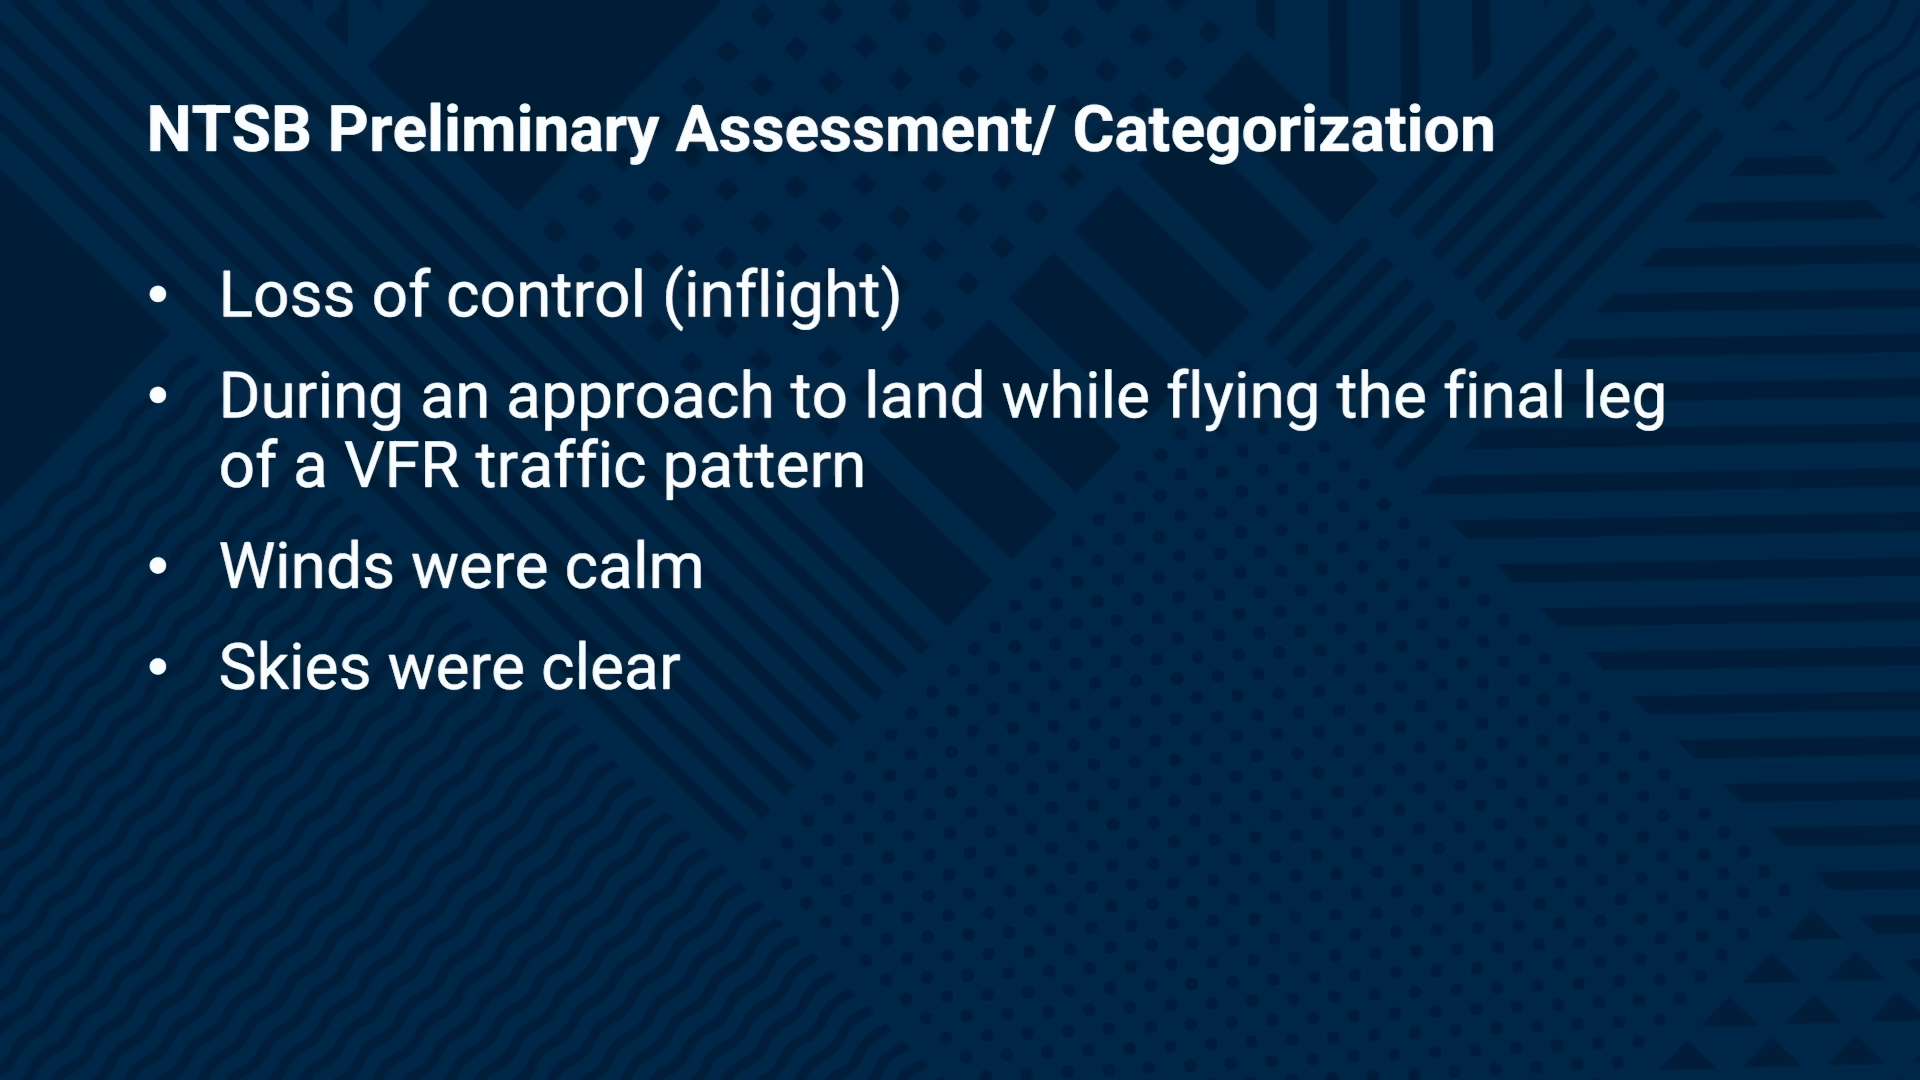 NTSB Preliminary Assessment/ Categorization
• Loss of control (inflight)
• During an approach to land while flying the final leg
of a VFR traffic pattern
• Winds were calm
• Skies were clear